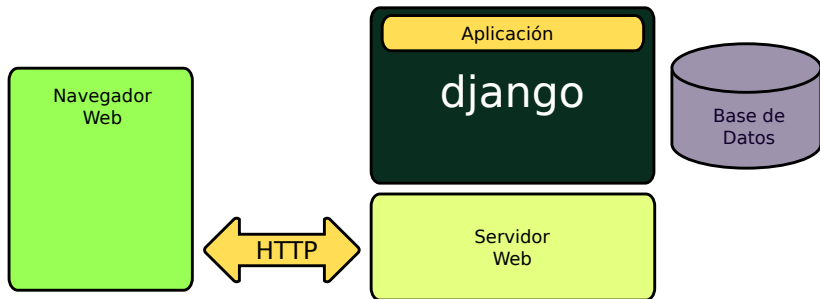 Aplicación
django
Navegador
Web
Base de
Datos
HTTP
Servidor
Web